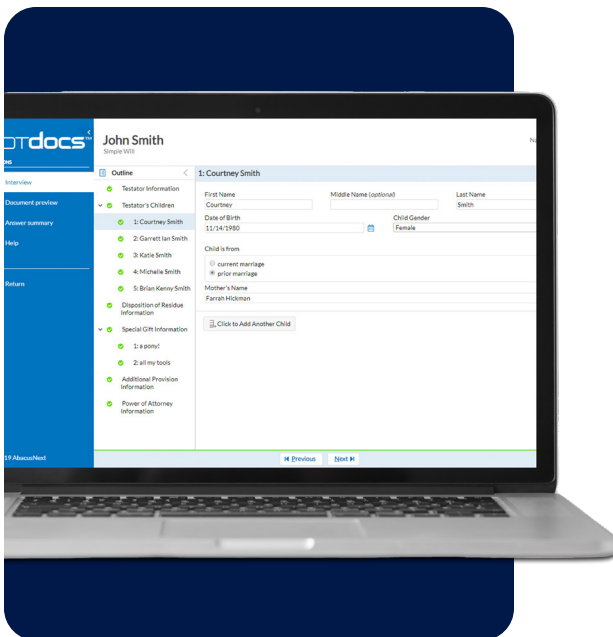 docs™
John Smith
Simple Will
Interview
Document preview
Answer summary
Help
Return
19 AbacusNext
Outline
Testator Information
Testator's Children
1: Courtney Smith
2: Garrett Ian Smith
3: Katie Smith
4: Michelle Smith
5: Brian Kenny Smith
Disposition of Residue
Information
Special Gift Information
1: a pony!
2: all my tools
Additional Provision
Information
Power of Attorney
Information
1: Courtney Smith
First Name
Middle Name (optional)
Last Name
Courtney
Smith
Date of Birth
Child Gender
11/14/1980
Female
Child is from
current marriage
prior marriage
Mother's Name
Farrah Hickman
Click to Add Another Child
Previous
Next